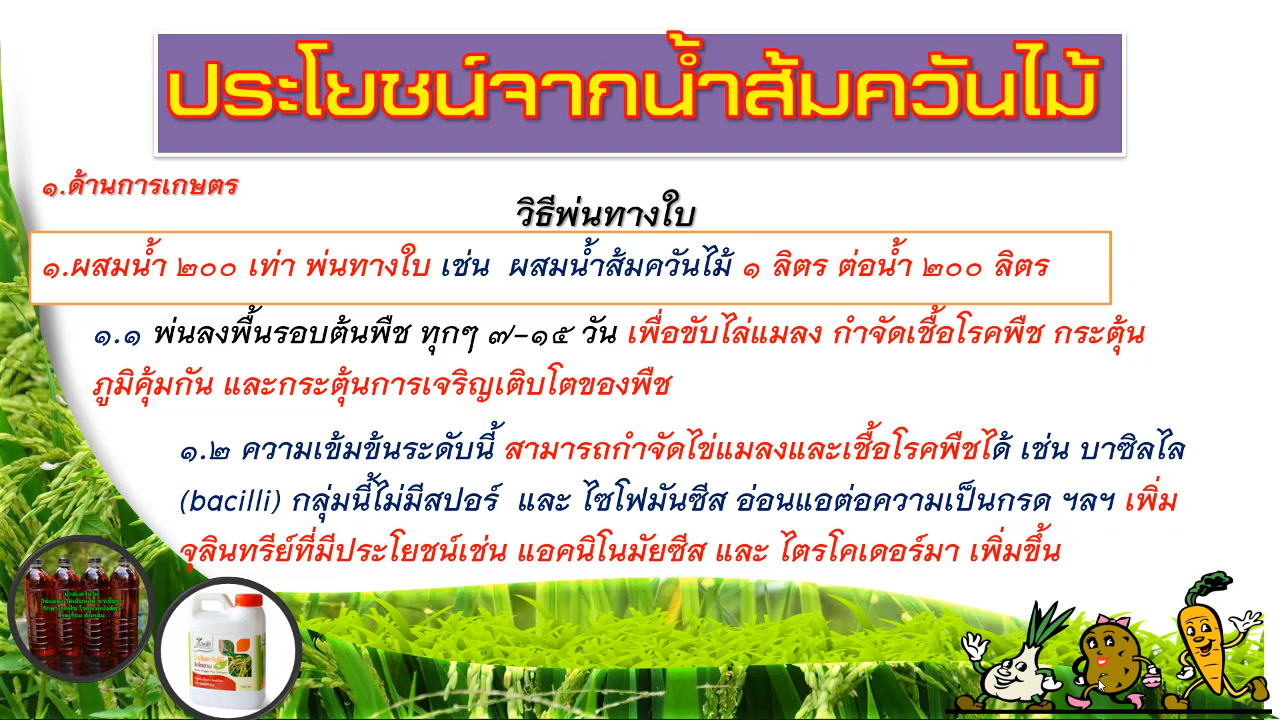 ประโยชน์จากน้ำส้มควันไม้
๑.ด้านการเกษตร
วิธีพ่นทางใบ
๑.ผสมน้ำ ๒๐๐ เท่า พ่นทางใบ เช่น ผสมน้ำส้มควันไม้ ๑ ลิตร ต่อน้ำ ๒๐๐ ลิตร
๑.๑ พ่นลงพื้นรอบต้นพืช ทุกๆ ๗-๑๕ วัน เพื่อขับไล่แมลง กำจัดเชื้อโรคพืช กระตุ้น
ภูมิคุ้มกัน และกระตุ้นการเจริญเติบโตของพืช
๑.๒ ความเข้มข้นระดับนี้ สามารถกำจัดไข่แมลงและเชื้อโรคพืชได้ เช่น บาซิลไล
(bacilli) กลุ่มนี้ไม่มีสปอร์ และ ไซโฟมันซีส อ่อนแอต่อความเป็นกรด ฯลฯ เพิ่ม
จุลินทรีย์ที่มีประโยชน์เช่น แอคนิโนมัยซีส และ ไตรโคเดอร์มา เพิ่มขึ้น
น้ำส้มควันไม้